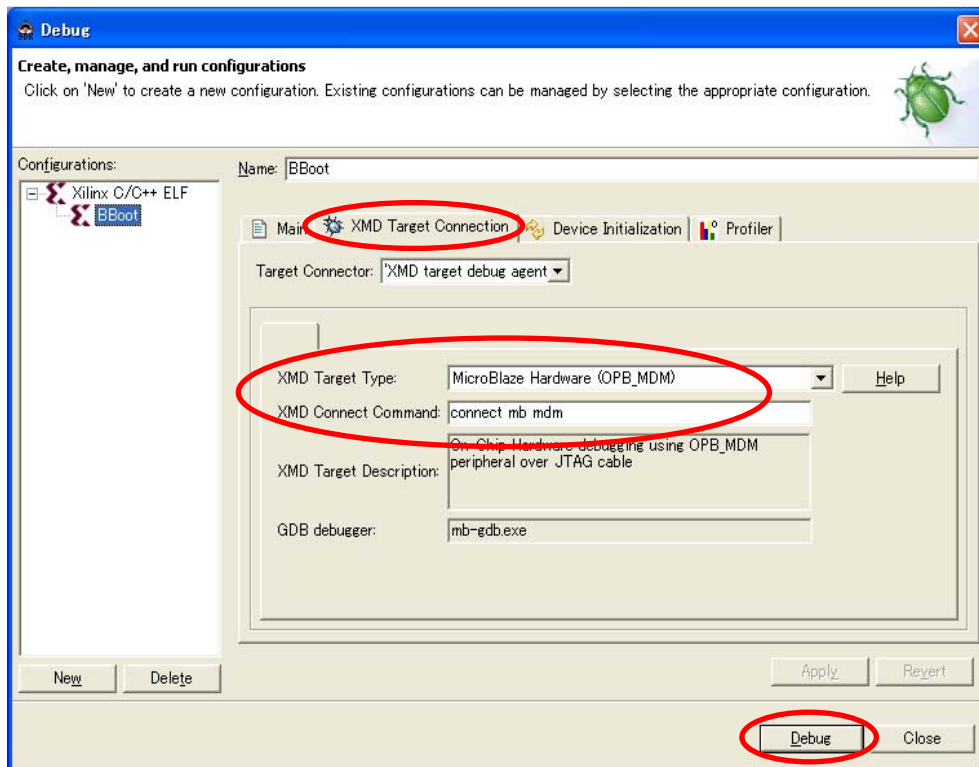 Debug
Create, manage, and run configurations
Click on 'New' to create a new configuration. Existing configurations can be managed by selecting the appropriate configuration.
Configurations:
Name: BBoot
Xilinx C/C++ ELF
BBoot
Main XMD Target Connection Device Initialization Profiler
Target Connector: 'XMD target debug agent
XMD Target Type: MicroBlaze Hardware (OPB_MDM) Help
XMD Connect Command: connect mb mdm
XMD Target Description: On-Chip Hardware debugging using OPB_MDM
peripheral over JTAG cable
GDB debugger: mb-gdb.exe
New Delete
Apply Revert
Debug Close